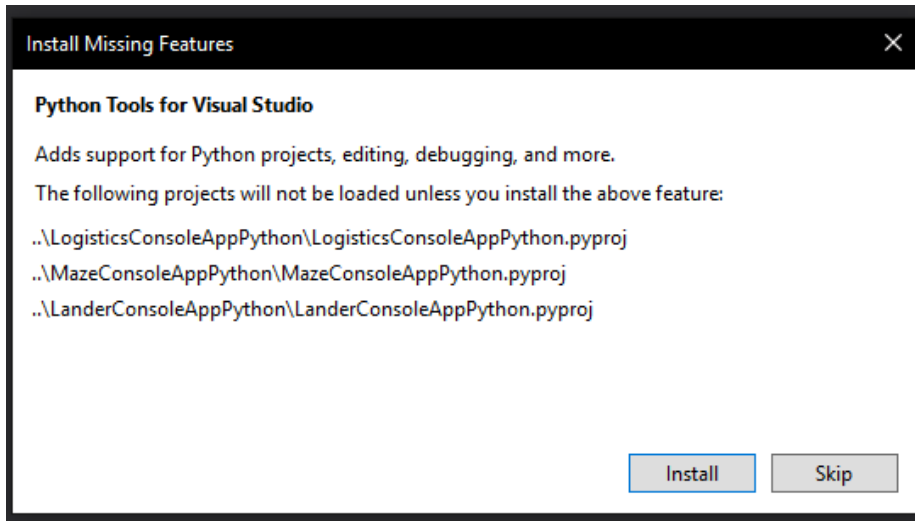 Install Missing Features
Python Tools for Visual Studio
Adds support for Python projects, editing, debugging, and more.
The following projects will not be loaded unless you install the above feature:
..\LogisticsConsoleAppPython\LogisticsConsoleAppPython.pyproj
..\MazeConsoleAppPython\MazeConsoleAppPython.pyproj
..\LanderConsoleAppPython\LanderConsoleAppPython.pyproj
Install Skip